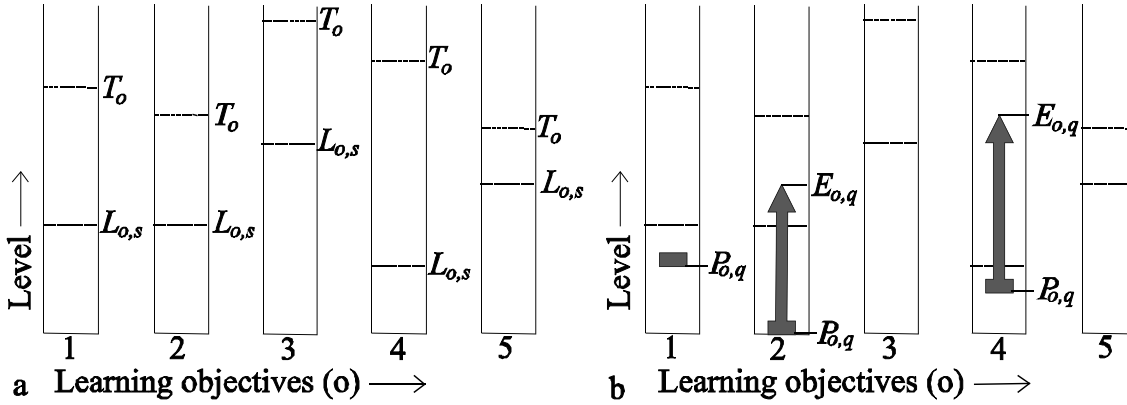 T_o
T_o
T_o
T_o
T_o
L_{o,s}
L_{o,s}
L_{o,s}
L_{o,s}
L_{o,s}
Level
1 2 3 4 5
a Learning objectives (o)
E_{o,q}
E_{o,q}
P_{o,q}
P_{o,q}
P_{o,q}
Level
1 2 3 4 5
b Learning objectives (o)